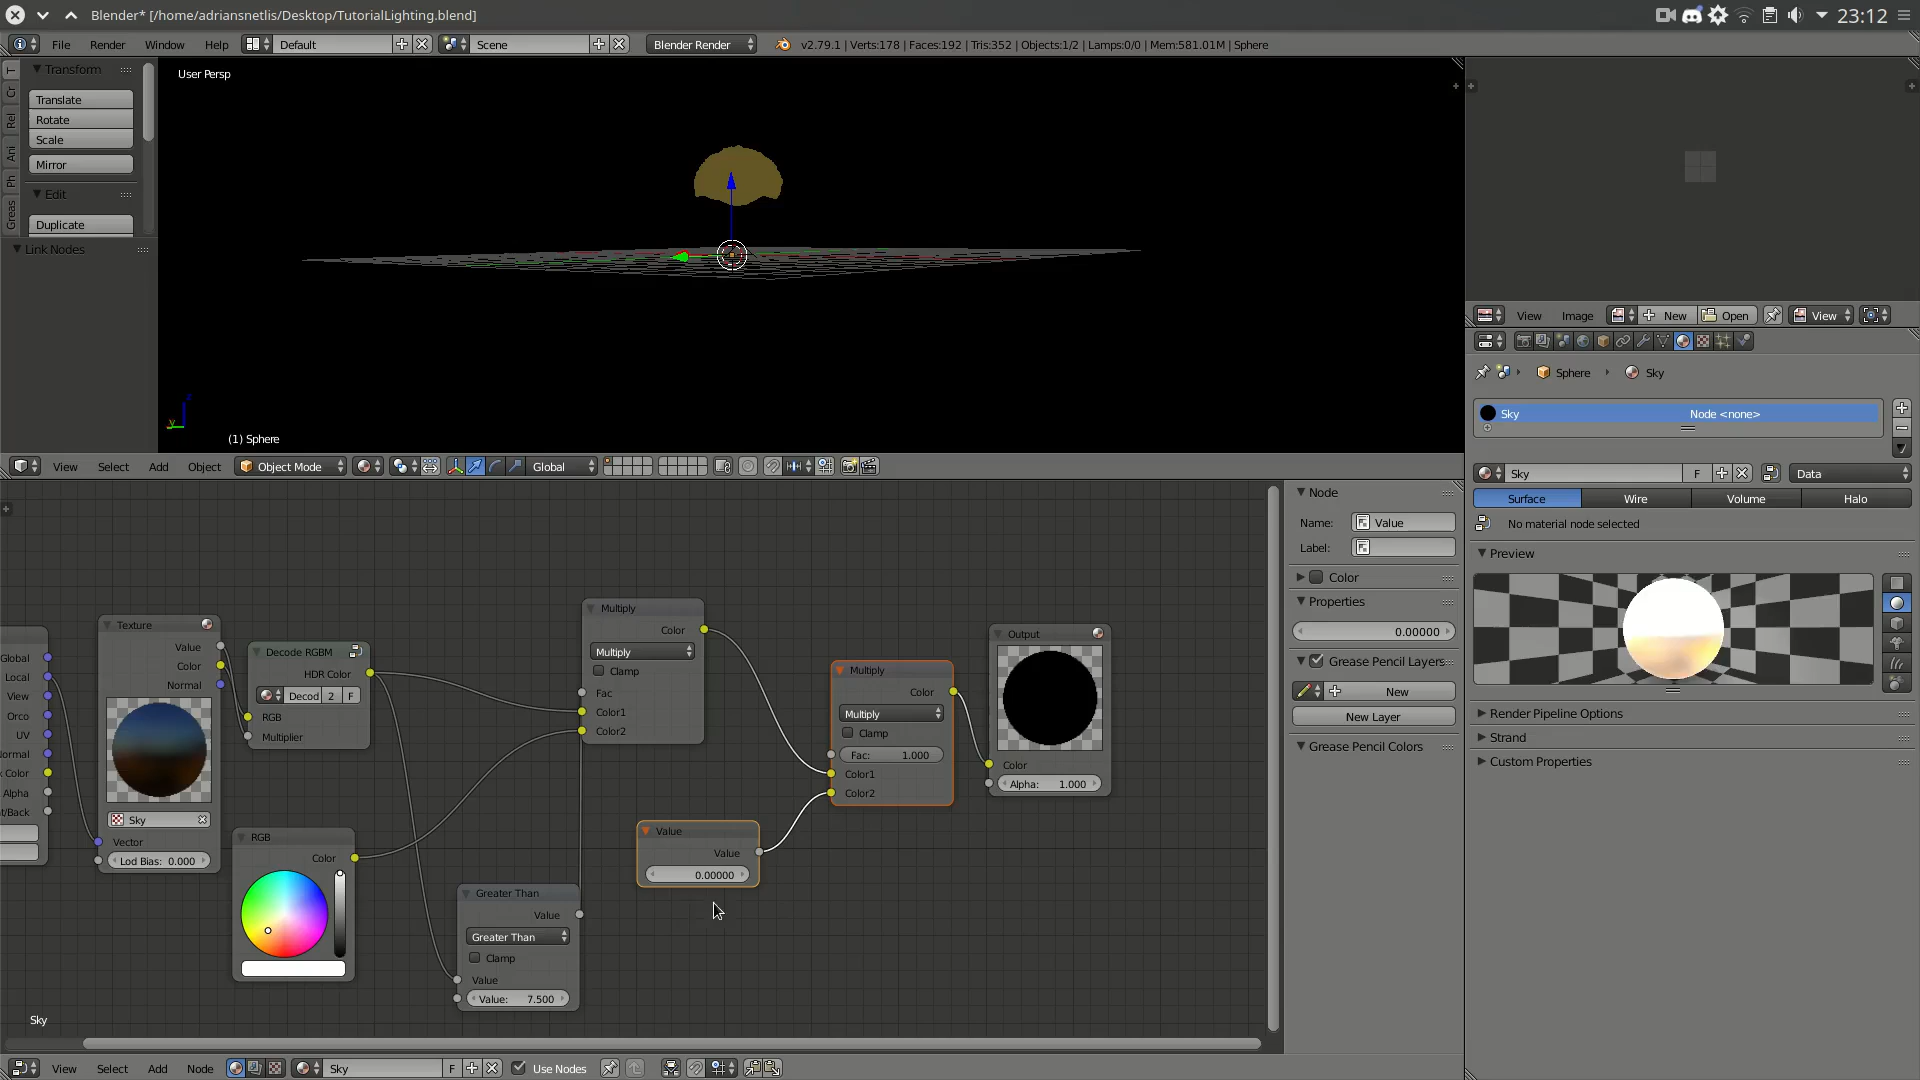 Blender* [/home/adriansnetlis/Desktop/TutorialLighting.blend]
23:12
File Render Window Help Default Scene Blender Render v2.79.1 | Verts:178 | Faces:192 | Tris:352 | Objects:1/2 | Lamps:0/0 | Mem:581.01M | Sphere
Transform
Translate
Rotate
Scale
Mirror
Edit
Duplicate
Link Nodes
T
Cr
Rel
Ani
Ph
Greas
User Persp
z
y
(1) Sphere
View Select Add Object Object Mode Global
View Image New Open View
Sphere Sky
Sky Node <none>
Sky F Data
Surface Wire Volume Halo
No material node selected
Preview
Render Pipeline Options
Strand
Custom Properties
Global
Local
View
Orco
UV
Normal
Color
Alpha
t/Back
Texture
Value
Color
Normal
Sky
Vector
Lod Bias: 0.000
Decode RGBM
HDR Color
Decod 2 F
RGB
Multiplier
RGB
Color
Greater Than
Value
Greater Than
Clamp
Value
Value: 7.500
Multiply
Color
Multiply
Clamp
Fac
Color1
Color2
Value
Value
0.00000
Multiply
Color
Multiply
Clamp
Fac: 1.000
Color1
Color2
Output
Color
Alpha: 1.000
Node
Name: Value
Label:
Color
Properties
0.00000
Grease Pencil Layers
New
New Layer
Grease Pencil Colors
Sky
View Select Add Node Sky F Use Nodes